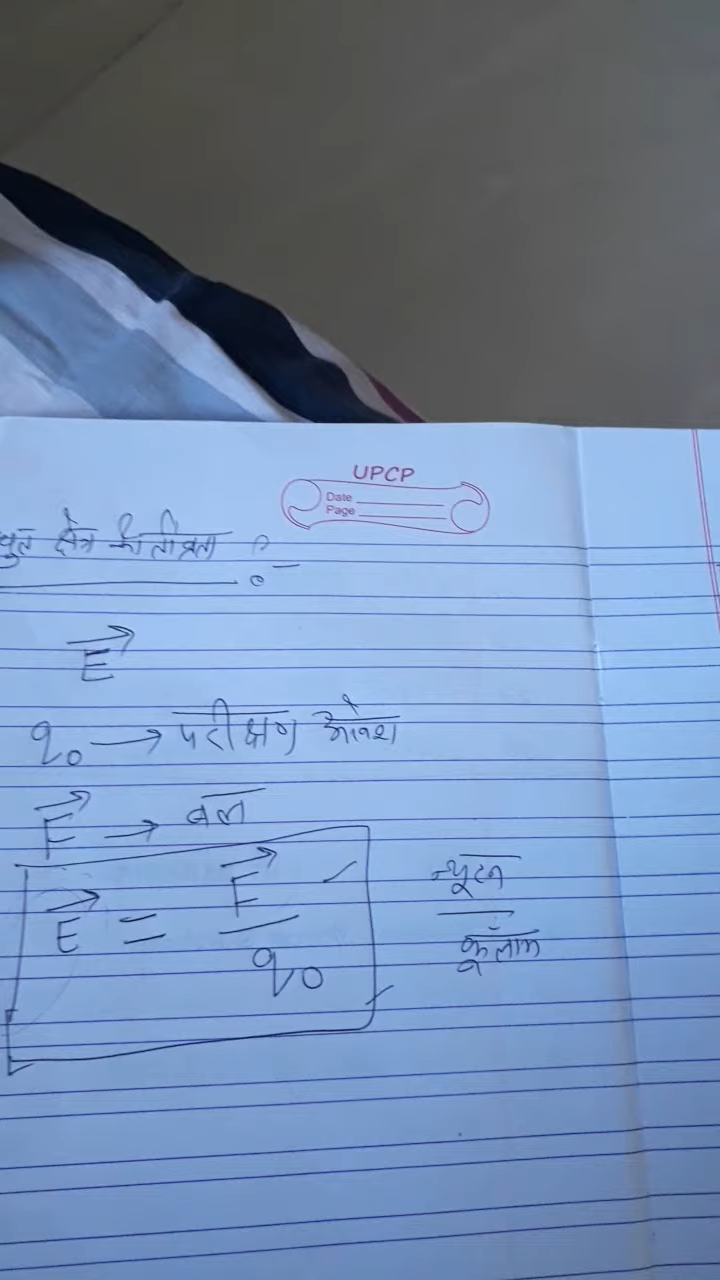 UPCP
Date
Page
क्षेत्र की तीव्रता :-
E→
q₀ → परीक्षण आवेश
F→ → बल
E→ = F→ / q₀
न्यूटन
कूलॉम